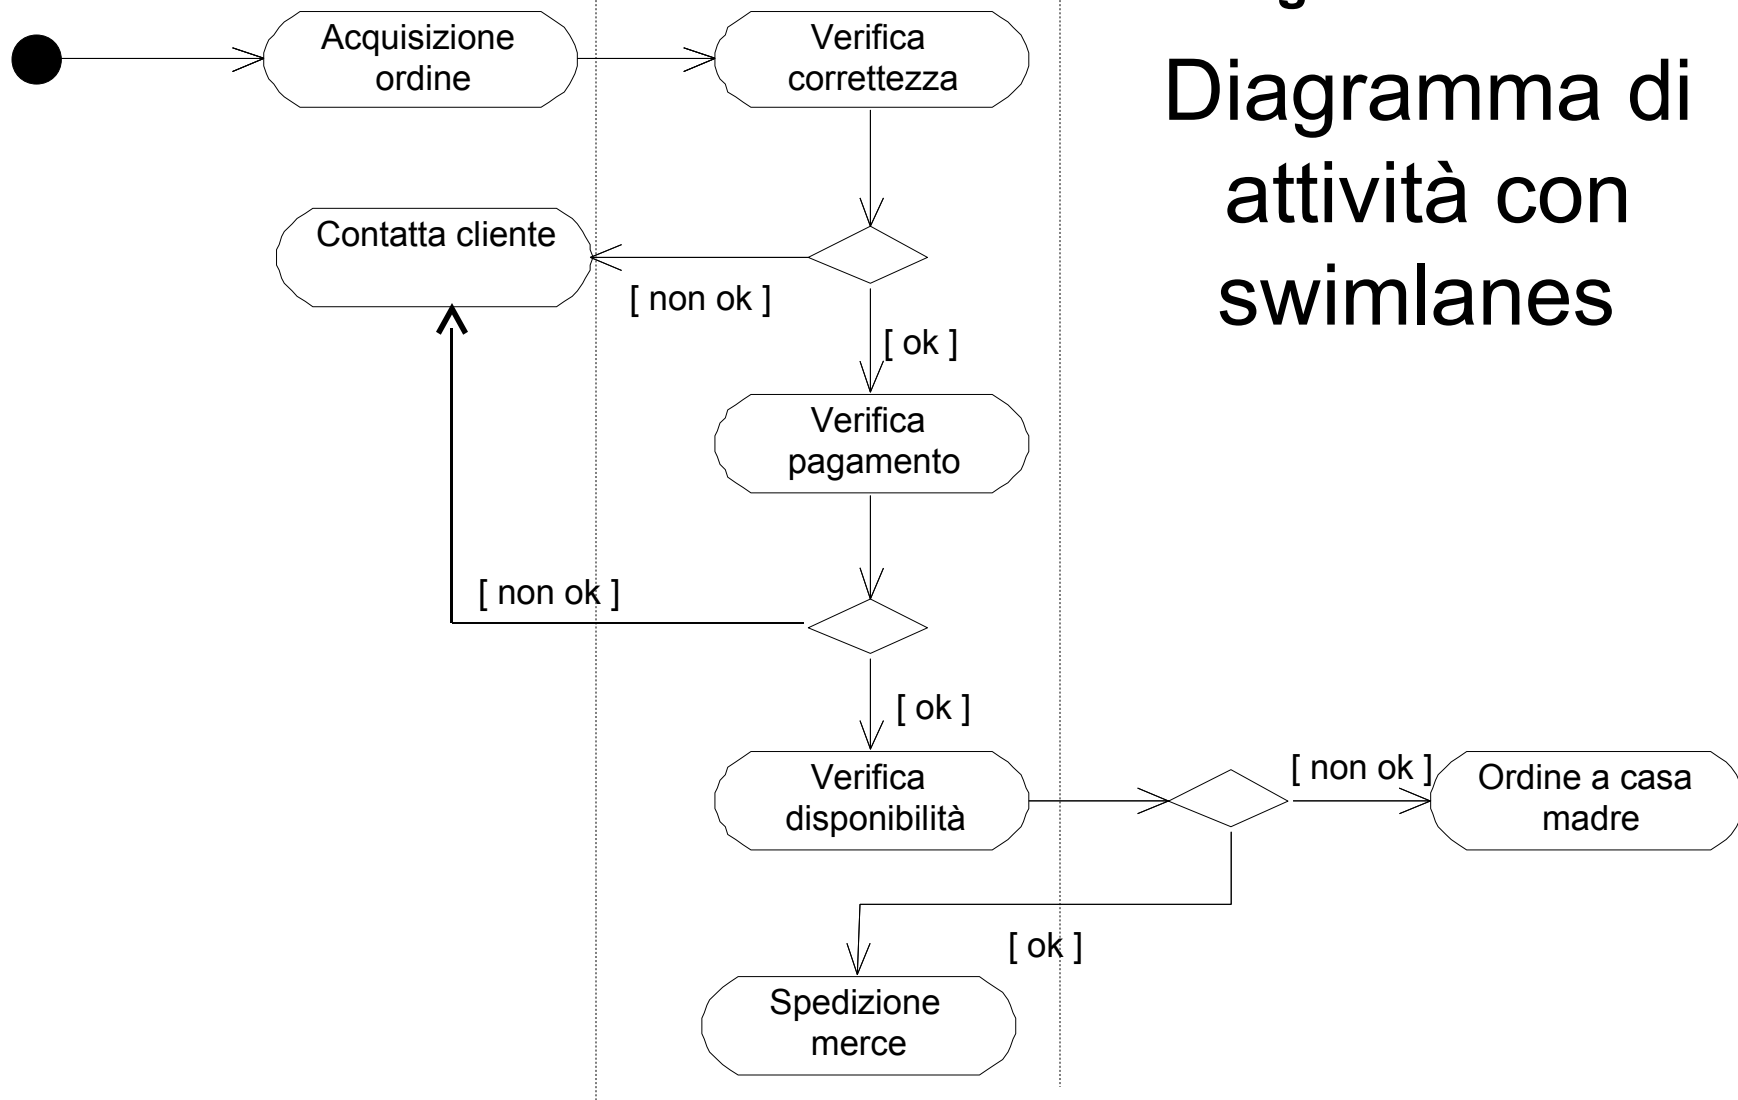 Acquisizione
ordine
Verifica
correttezza
Diagramma di
attività con
swimlanes
Contatta cliente
[ non ok ]
[ ok ]
Verifica
pagamento
[ non ok ]
[ ok ]
Verifica
disponibilità
[ non ok ]
Ordine a casa
madre
[ ok ]
Spedizione
merce